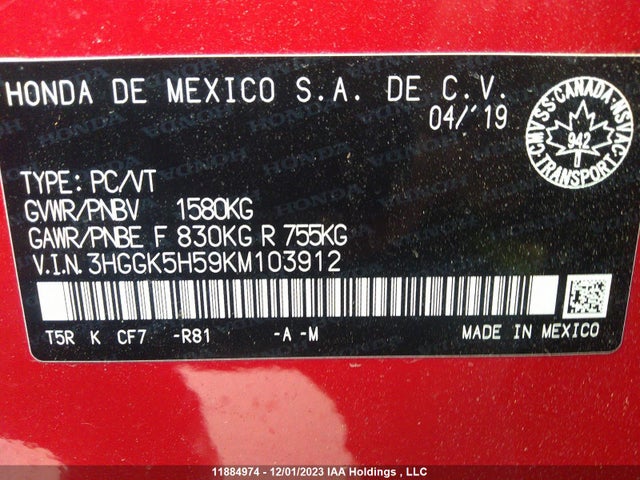 HONDA DE MEXICO S.A. DE C.V.
04/'19
CMVSS·CANADA·NSVAC
942
TRANSPORT
TYPE: PC/VT
GVWR/PNBV 1580KG
GAWR/PNBE F 830KG R 755KG
V.I.N. 3HGGK5H59KM103912
T5R K CF7 -R81 -A -M MADE IN MEXICO
11884974 - 12/01/2023 IAA Holdings , LLC